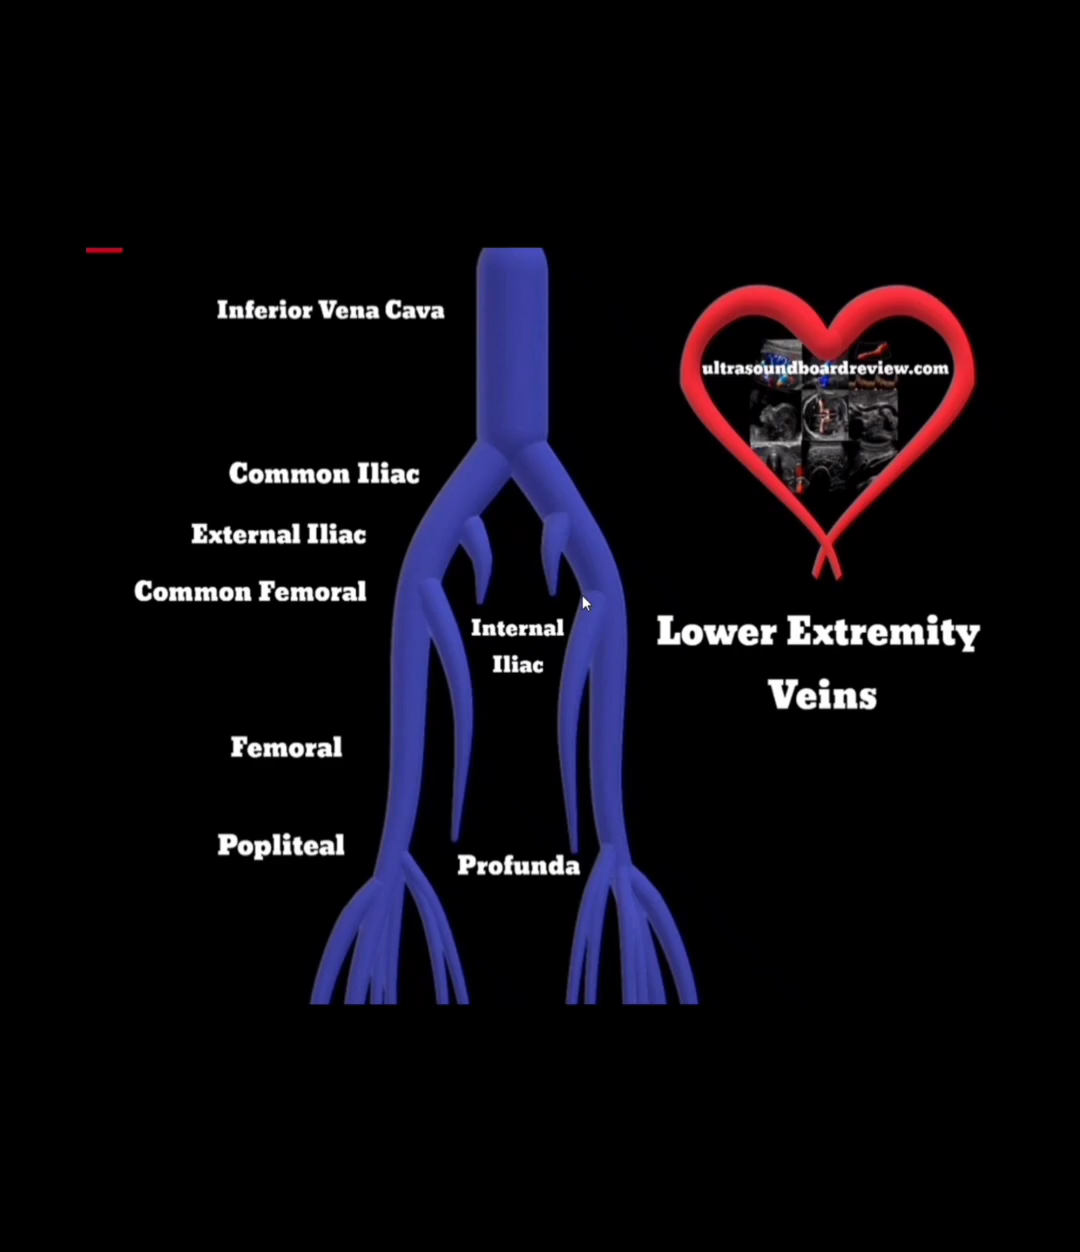 Inferior Vena Cava
ultrasoundboardreview.com
Common Iliac
External Iliac
Common Femoral
Internal
Iliac
Lower Extremity
Veins
Femoral
Popliteal
Profunda